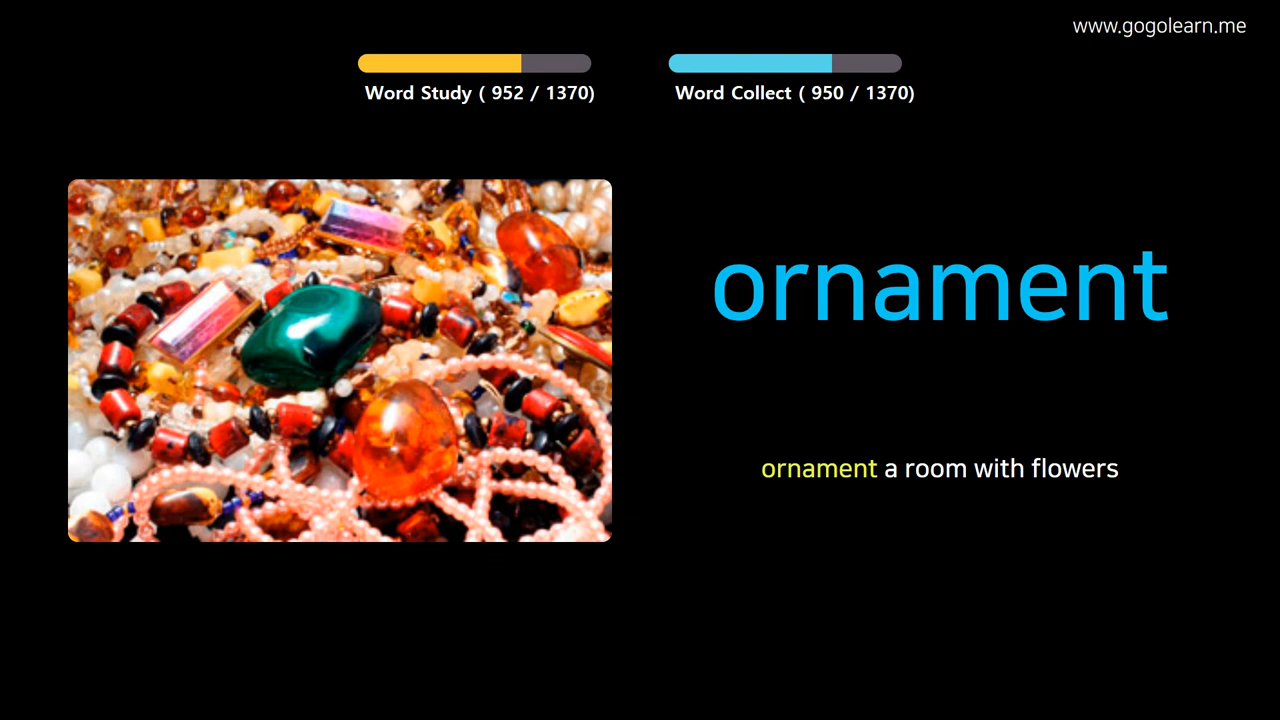 www.gogolearn.me
Word Study ( 952 / 1370)
Word Collect ( 950 / 1370)
ornament
ornament a room with flowers